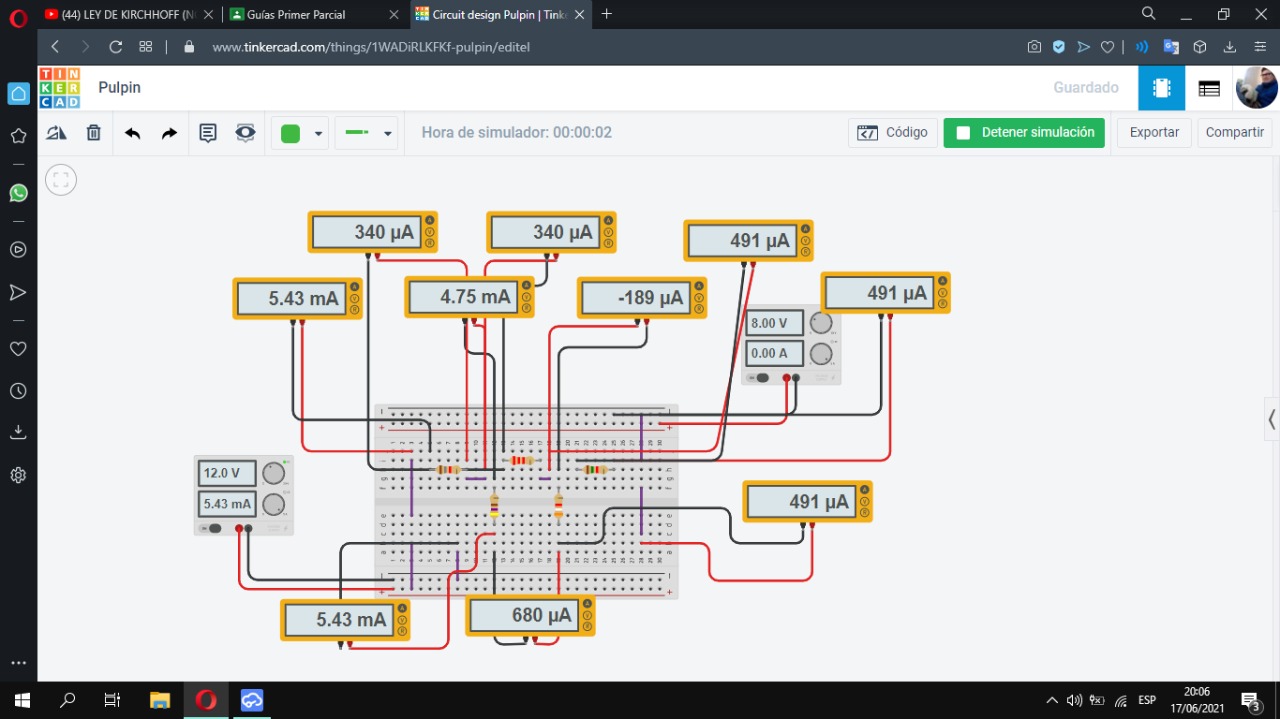 (44) LEY DE KIRCHHOFF (N
Guías Primer Parcial
Circuit design Pulpin | Tink
www.tinkercad.com/things/1WADiRLKFKf-pulpin/editel
TIN
KER
CAD
Pulpin
Guardado
Hora de simulador: 00:00:02
Código
Detener simulación
Exportar
Compartir
340 µA
340 µA
491 µA
5.43 mA
4.75 mA
-189 µA
491 µA
8.00 V
0.00 A
12.0 V
5.43 mA
491 µA
5.43 mA
680 µA
ESP
20:06
17/06/2021
3